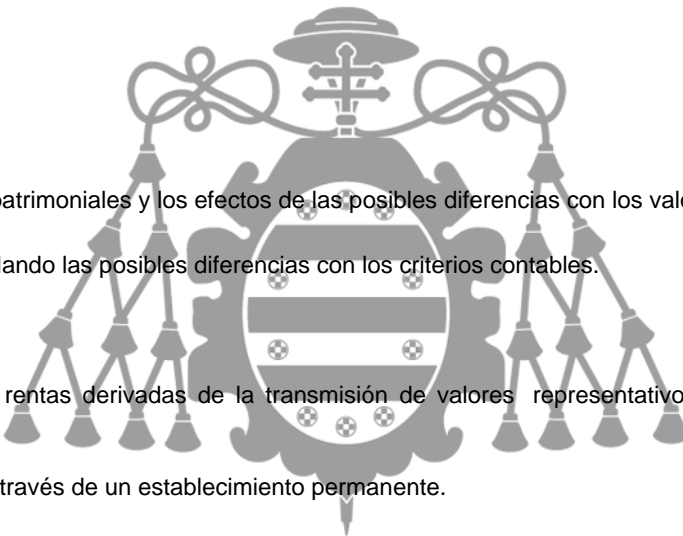 patrimoniales y los efectos de las posibles diferencias con los valo
lando las posibles diferencias con los criterios contables.
rentas derivadas de la transmisión de valores representativo
través de un establecimiento permanente.